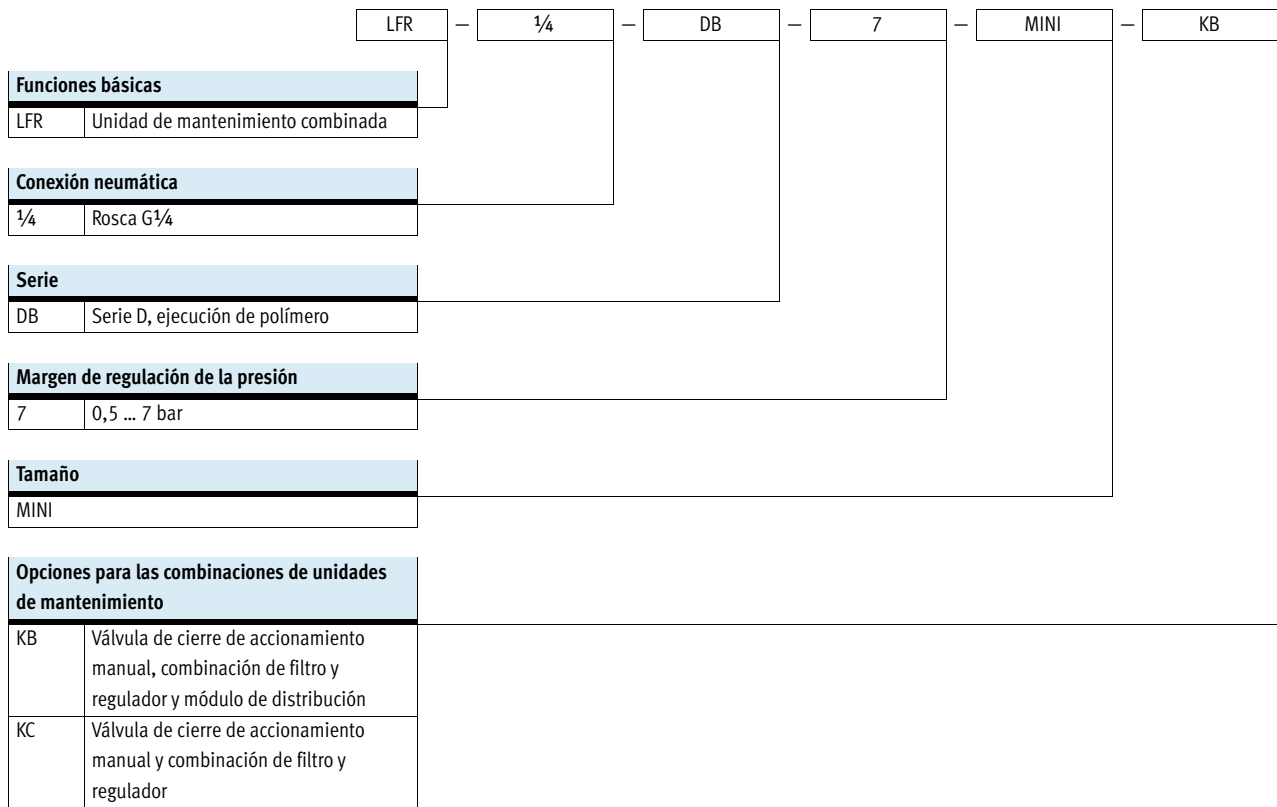 LFR — ¼ — DB — 7 — MINI — KB
Funciones básicas
LFR Unidad de mantenimiento combinada
Conexión neumática
¼ Rosca G¼
Serie
DB Serie D, ejecución de polímero
Margen de regulación de la presión
7 0,5 … 7 bar
Tamaño
MINI
Opciones para las combinaciones de unidades
de mantenimiento
KB Válvula de cierre de accionamiento
manual, combinación de filtro y
regulador y módulo de distribución
KC Válvula de cierre de accionamiento
manual y combinación de filtro y
regulador